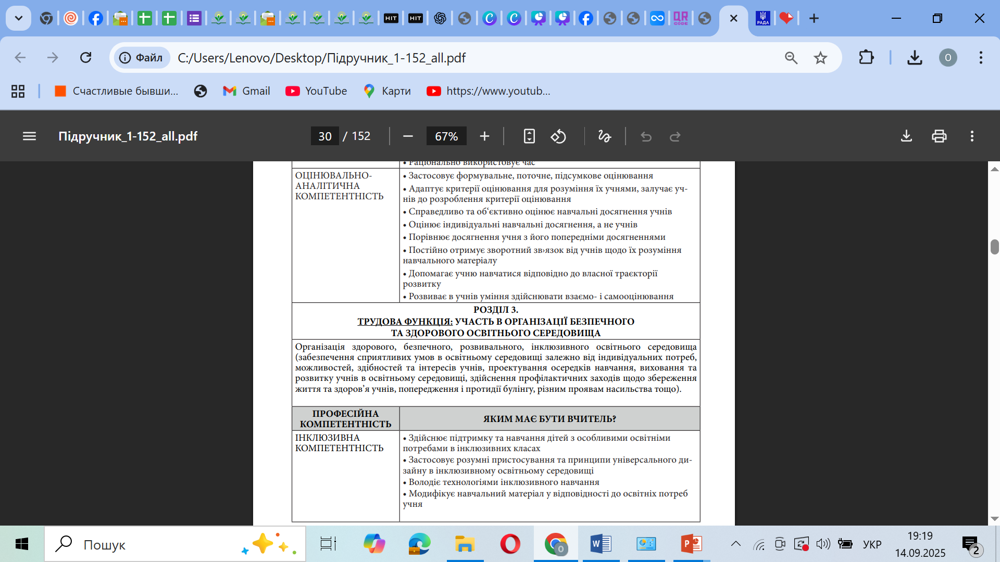 HIT
HIT
QR
CODE
РАДА
Файл
C:/Users/Lenovo/Desktop/Підручник_1-152_all.pdf
O
Счастливые бывши...
Gmail
YouTube
Карти
https://www.youtub...
Підручник_1-152_all.pdf
30 / 152
67%
• Раціонально використовує час
ОЦІНЮВАЛЬНО-
АНАЛІТИЧНА
КОМПЕТЕНТНІСТЬ
• Застосовує формувальне, поточне, підсумкове оцінювання
• Адаптує критерії оцінювання для розуміння їх учнями, залучає уч-
нів до розроблення критерії оцінювання
• Справедливо та об‘єктивно оцінює навчальні досягнення учнів
• Оцінює індивідуальні навчальні досягнення, а не учнів
• Порівнює досягнення учня з його попередніми досягненнями
• Постійно отримує зворотний зв›язок від учнів щодо їх розуміння
навчального матеріалу
• Допомагає учню навчатися відповідно до власної траєкторії
розвитку
• Розвиває в учнів уміння здійснювати взаємо- і самооцінювання
РОЗДІЛ 3.
ТРУДОВА ФУНКЦІЯ: УЧАСТЬ В ОРГАНІЗАЦІЇ БЕЗПЕЧНОГО
ТА ЗДОРОВОГО ОСВІТНЬОГО СЕРЕДОВИЩА
Організація здорового, безпечного, розвивального, інклюзивного освітнього середовища
(забезпечення сприятливих умов в освітньому середовищі залежно від індивідуальних потреб,
можливостей, здібностей та інтересів учнів, проектування осередків навчання, виховання та
розвитку учнів в освітньому середовищі, здійснення профілактичних заходів щодо збереження
життя та здоров’я учнів, попередження і протидії булінгу, різним проявам насильства тощо).
ПРОФЕСІЙНА
КОМПЕТЕНТНІСТЬ
ЯКИМ МАЄ БУТИ ВЧИТЕЛЬ?
ІНКЛЮЗИВНА
КОМПЕТЕНТНІСТЬ
• Здійснює підтримку та навчання дітей з особливими освітніми
потребами в інклюзивних класах
• Застосовує розумні пристосування та принципи універсального ди-
зайну в інклюзивному освітньому середовищі
• Володіє технологіями інклюзивного навчання
• Модифікує навчальний матеріал у відповідності до освітніх потреб
учня
Пошук
УКР
19:19
14.09.2025
2